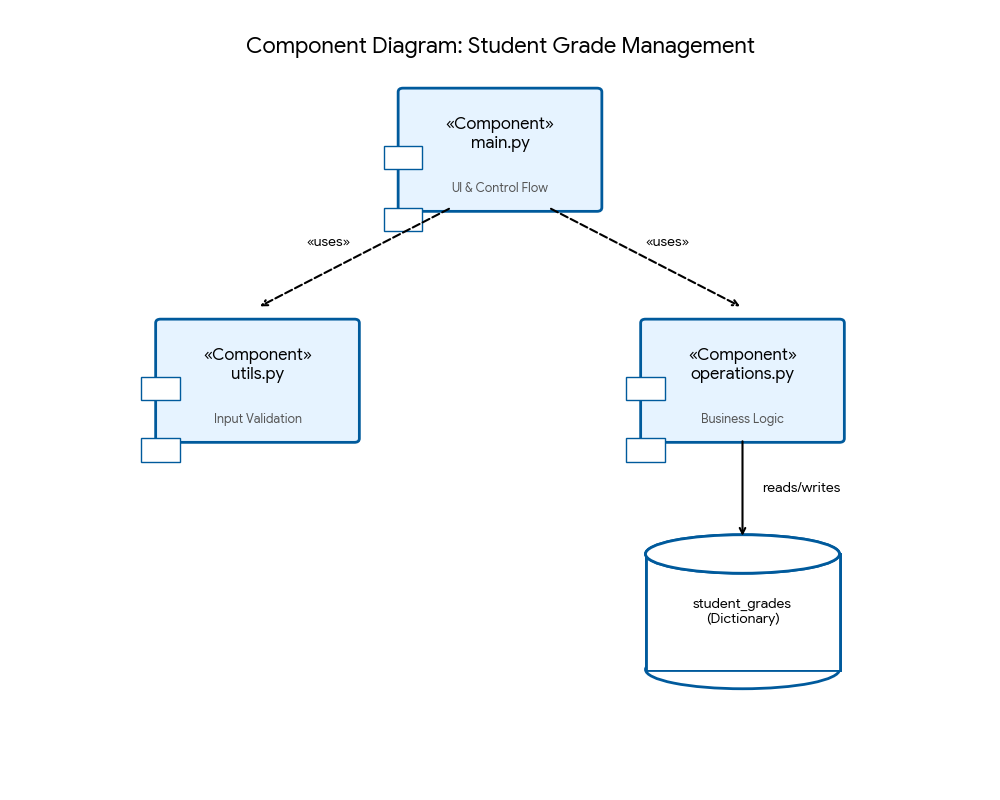 Component Diagram: Student Grade Management
«Component»
main.py
UI & Control Flow
«uses»
«uses»
«Component»
utils.py
Input Validation
«Component»
operations.py
Business Logic
reads/writes
student_grades
(Dictionary)